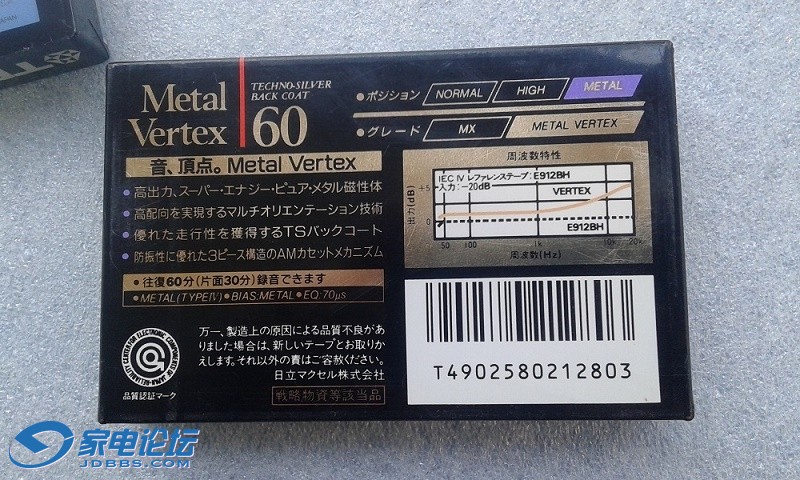 JAPAN
Metal
Vertex
TECHNO-SILVER
BACK COAT
60
音、頂点。Metal Vertex
•高出力、スーパー・エナジー・ピュア・メタル磁性体
•高配向を実現するマルチオリエンテーション技術
•優れた走行性を獲得するTSバックコート
•防振性に優れた3ピース構造のAMカセットメカニズム
•往復60分(片面30分)録音できます
•METAL(TYPEⅣ)•BIAS.METAL•EQ:70μs
万一、製造上の原因による品質不良があ
りました場合は、新しいテープとお取りか
えします。それ以外の責はご容赦ください。
日立マクセル株式会社
品質認証マーク
戦略物資等該当品
•ポジション NORMAL HIGH METAL
•グレード MX METAL VERTEX
周波数特性
IEC Ⅳ レファレンステープ:E912BH
入力:-20dB
VERTEX
E912BH
出力(dB)
+5
0
50 100 1k 10k 20k
周波数(Hz)
T4902580212803
家电论坛
JDBBS.COM